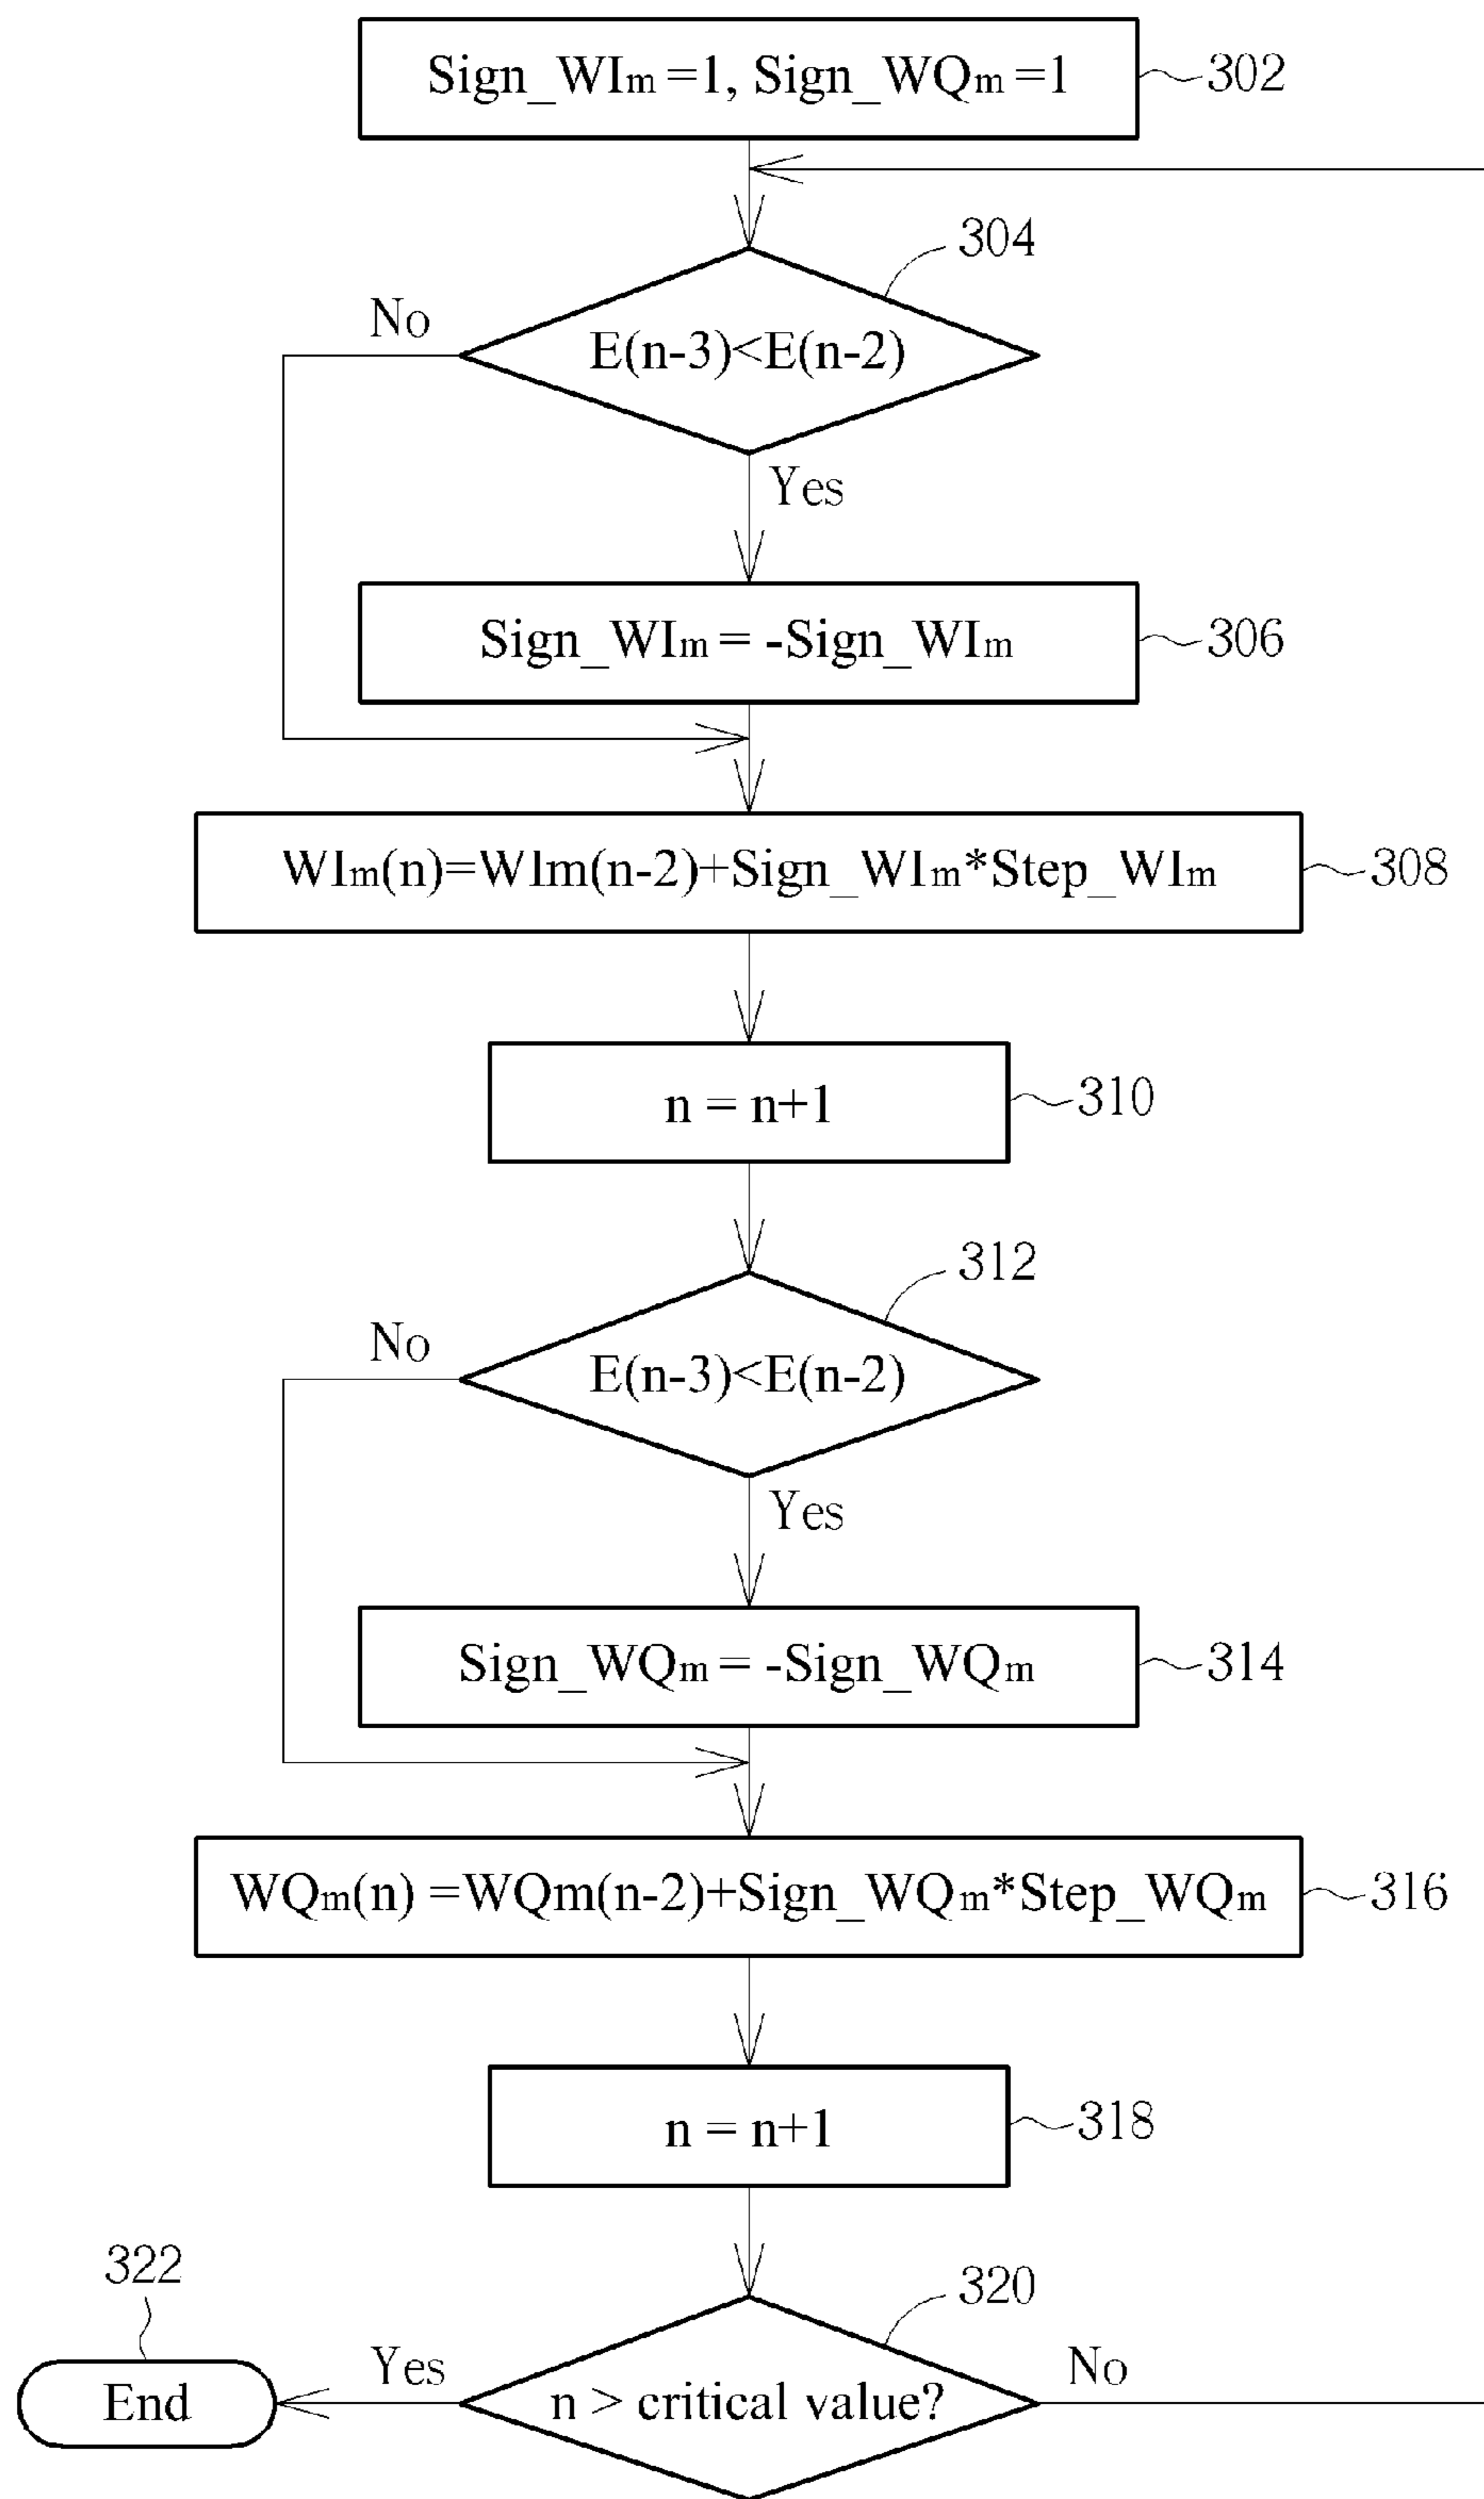 Sign_WIm =1, Sign_WQm =1
302
304
No
E(n-3)<E(n-2)
Yes
Sign_WIm = -Sign_WIm
306
WIm(n)=WIm(n-2)+Sign_WIm*Step_WIm
308
n = n+1
310
312
No
E(n-3)<E(n-2)
Yes
Sign_WQm = -Sign_WQm
314
WQm(n) =WQm(n-2)+Sign_WQm*Step_WQm
316
n = n+1
318
322
320
Yes
No
End
n > critical value?